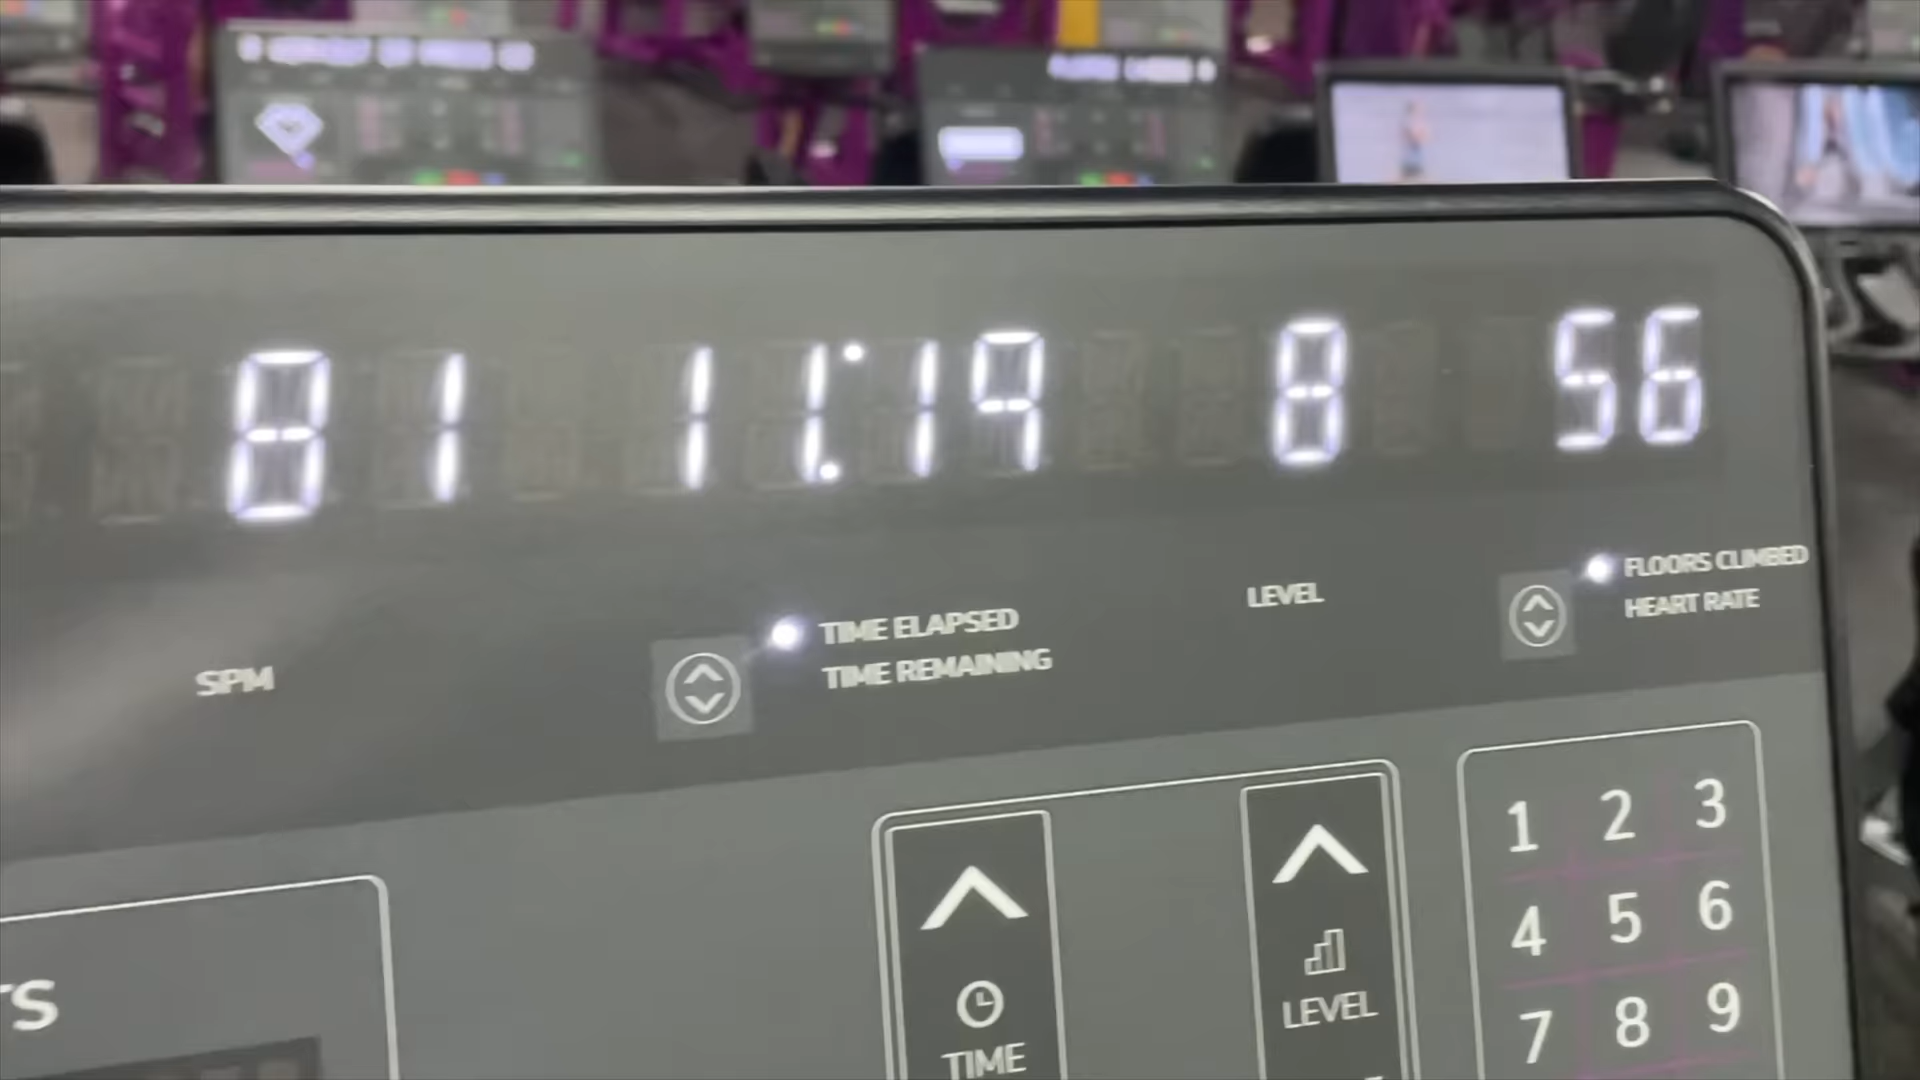 81 11:19 8 56
SPM
TIME ELAPSED
TIME REMAINING
LEVEL
FLOORS CLIMBED
HEART RATE
TIME
LEVEL
1 2 3
4 5 6
7 8 9
TS